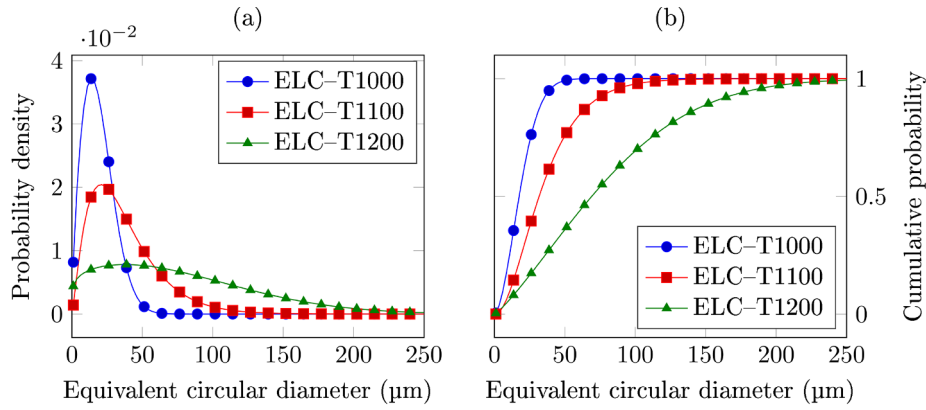 (a)
·10⁻²
4
3
2
1
0
Probability density
ELC–T1000
ELC–T1100
ELC–T1200
0 50 100 150 200 250
Equivalent circular diameter (µm)
(b)
1
0.5
0
Cumulative probability
ELC–T1000
ELC–T1100
ELC–T1200
0 50 100 150 200 250
Equivalent circular diameter (µm)